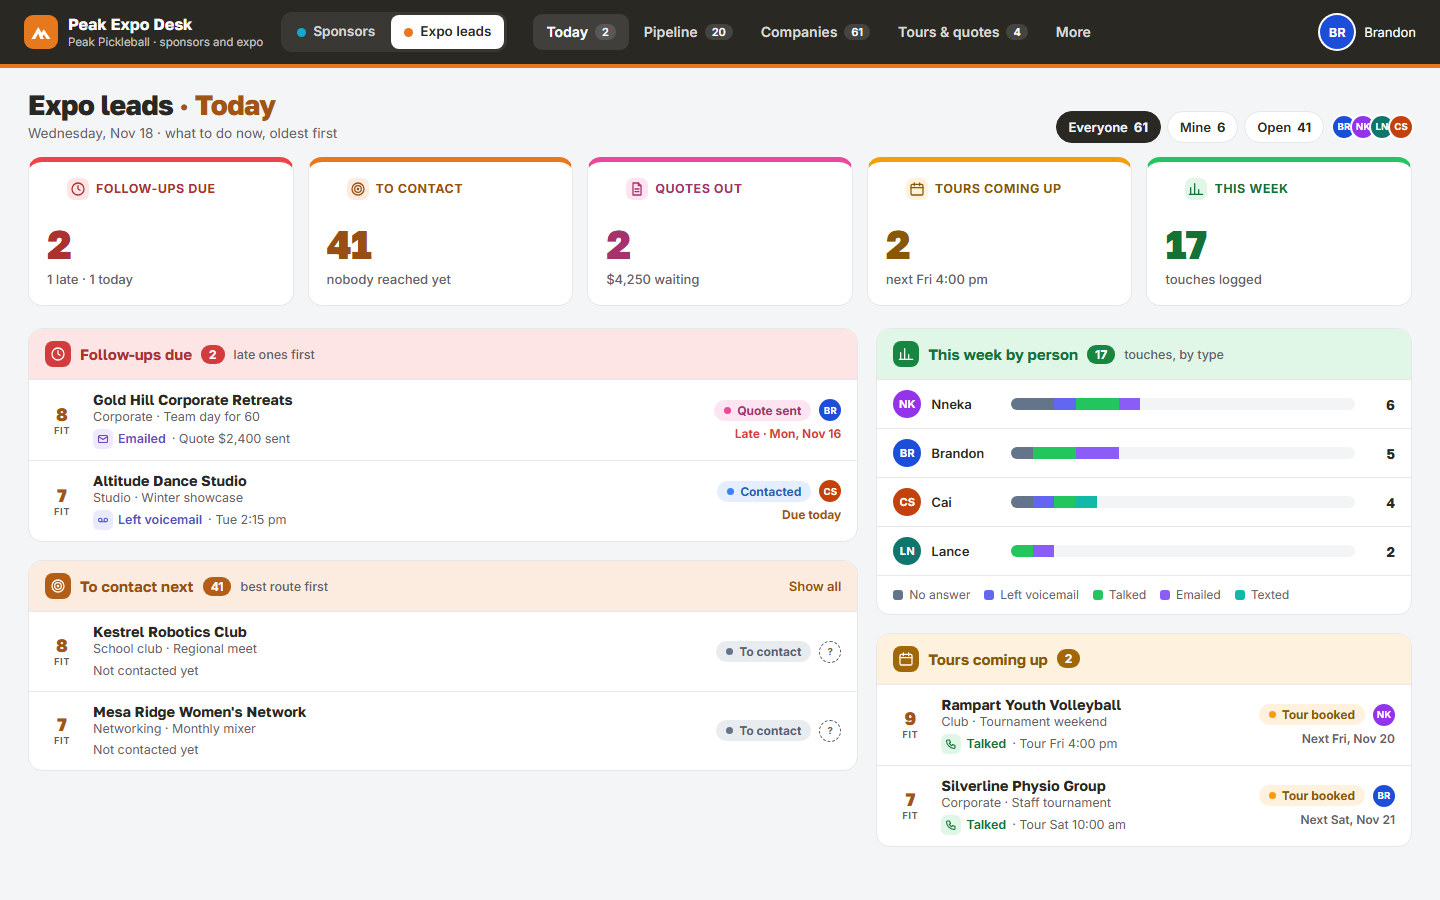 Peak Expo Desk
Peak Pickleball · sponsors and expo
Sponsors
Expo leads
Today 2
Pipeline 20
Companies 61
Tours & quotes 4
More
BR Brandon
Expo leads · Today
Wednesday, Nov 18 · what to do now, oldest first
Everyone 61
Mine 6
Open 41
BR NK LN CS
FOLLOW-UPS DUE
2
1 late · 1 today
TO CONTACT
41
nobody reached yet
QUOTES OUT
2
$4,250 waiting
TOURS COMING UP
2
next Fri 4:00 pm
THIS WEEK
17
touches logged
Follow-ups due 2 late ones first
8 FIT
Gold Hill Corporate Retreats
Corporate · Team day for 60
Emailed · Quote $2,400 sent
Quote sent BR
Late · Mon, Nov 16
7 FIT
Altitude Dance Studio
Studio · Winter showcase
Left voicemail · Tue 2:15 pm
Contacted CS
Due today
To contact next 41 best route first
Show all
8 FIT
Kestrel Robotics Club
School club · Regional meet
Not contacted yet
To contact ?
7 FIT
Mesa Ridge Women's Network
Networking · Monthly mixer
Not contacted yet
To contact ?
This week by person 17 touches, by type
NK Nneka 6
BR Brandon 5
CS Cai 4
LN Lance 2
No answer Left voicemail Talked Emailed Texted
Tours coming up 2
9 FIT
Rampart Youth Volleyball
Club · Tournament weekend
Talked · Tour Fri 4:00 pm
Tour booked NK
Next Fri, Nov 20
7 FIT
Silverline Physio Group
Corporate · Staff tournament
Talked · Tour Sat 10:00 am
Tour booked BR
Next Sat, Nov 21